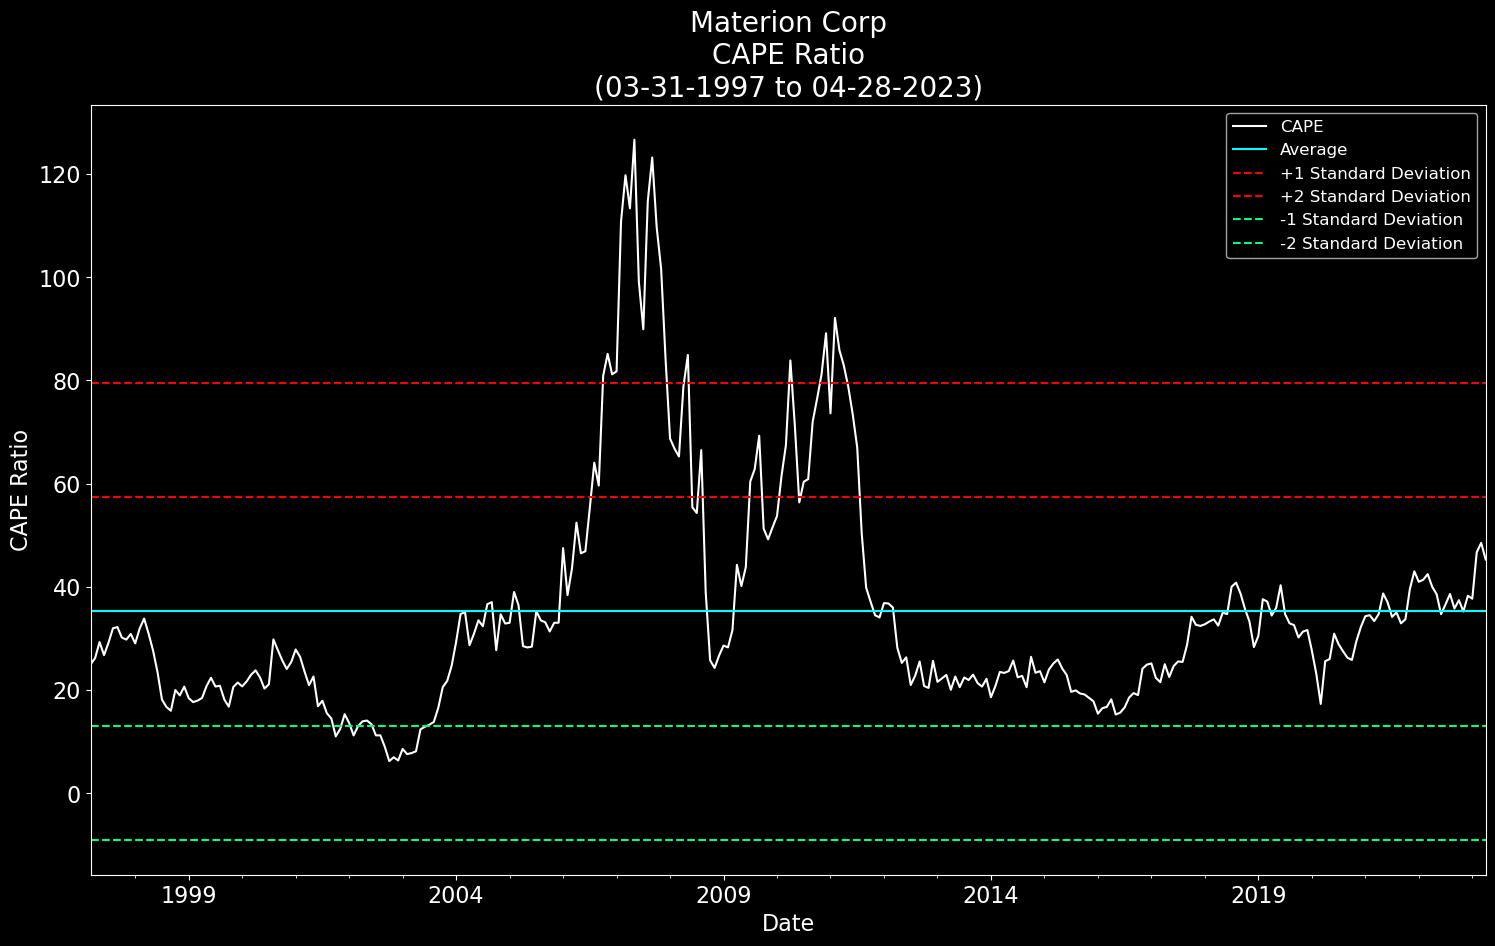 Materion Corp
CAPE Ratio
(03-31-1997 to 04-28-2023)
CAPE
Average
+1 Standard Deviation
+2 Standard Deviation
-1 Standard Deviation
-2 Standard Deviation
120
100
80
60
40
20
0
CAPE Ratio
1999
2004
2009
2014
2019
Date